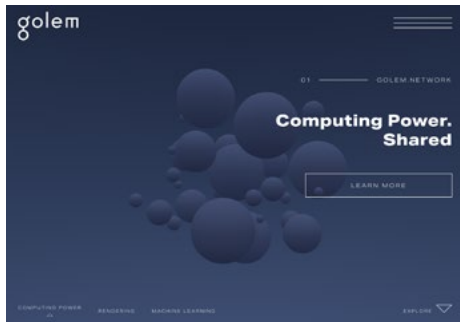 golem
01 GOLEM.NETWORK
Computing Power.
Shared
LEARN MORE
COMPUTING POWER RENDERING MACHINE LEARNING EXPLORE